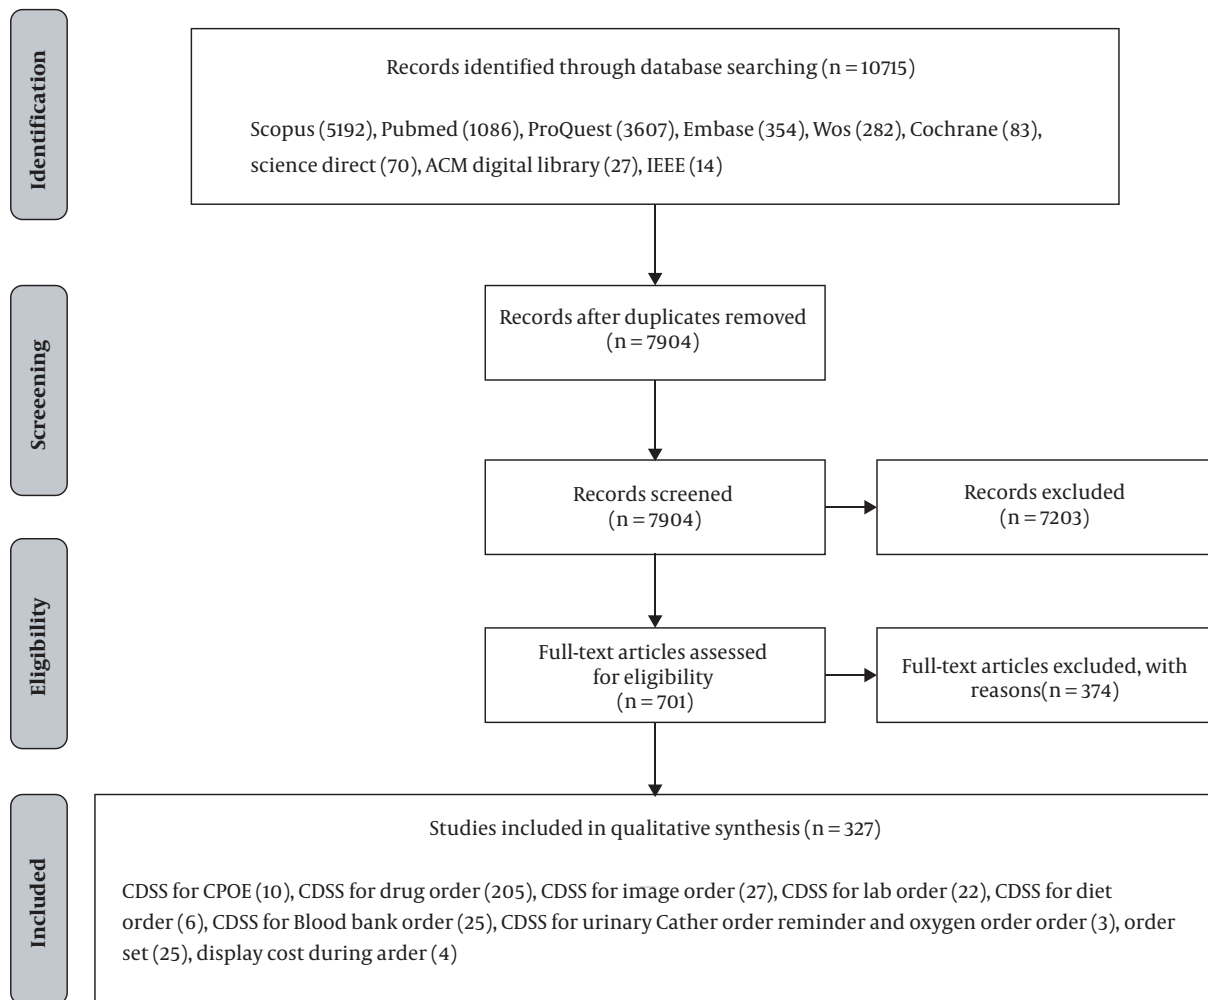 Identification
Records identified through database searching (n = 10715)
Scopus (5192), Pubmed (1086), ProQuest (3607), Embase (354), Wos (282), Cochrane (83),
science direct (70), ACM digital library (27), IEEE (14)
Screeening
Records after duplicates removed
(n = 7904)
Records screened
(n = 7904)
Records excluded
(n = 7203)
Eligibility
Full-text articles assessed
for eligibility
(n = 701)
Full-text articles excluded, with
reasons(n = 374)
Included
Studies included in qualitative synthesis (n = 327)
CDSS for CPOE (10), CDSS for drug order (205), CDSS for image order (27), CDSS for lab order (22), CDSS for diet
order (6), CDSS for Blood bank order (25), CDSS for urinary Cather order reminder and oxygen order order (3), order
set (25), display cost during arder (4)